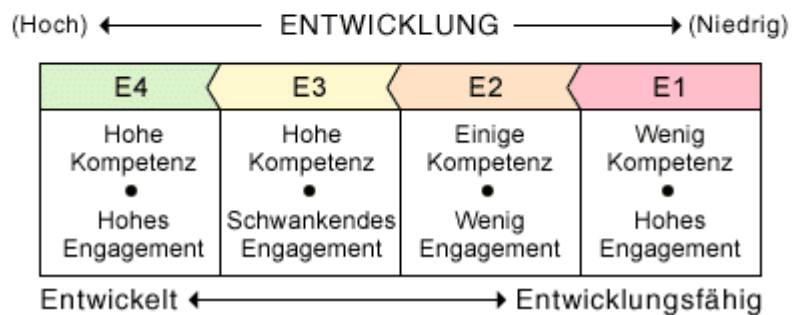 (Hoch) ENTWICKLUNG (Niedrig)
E4 E3 E2 E1
Hohe Kompetenz
Hohes Engagement
Hohe Kompetenz
Schwankendes Engagement
Einige Kompetenz
Wenig Engagement
Wenig Kompetenz
Hohes Engagement
Entwickelt Entwicklungsfähig